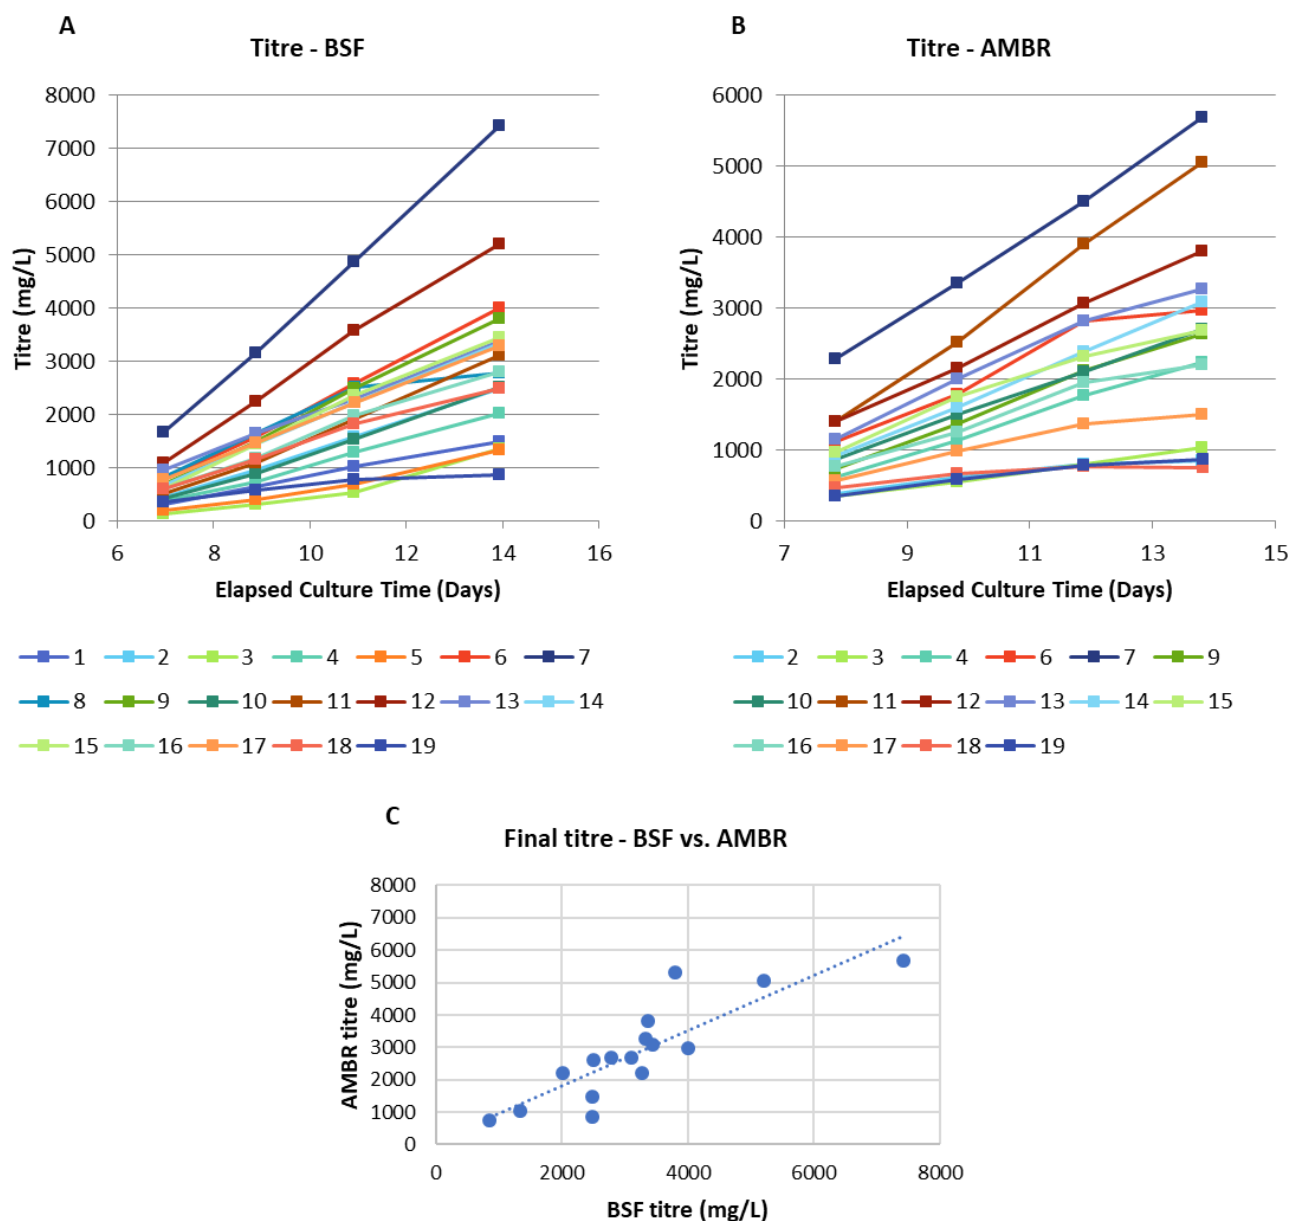 A
Titre - BSF
8000
7000
6000
5000
4000
3000
2000
1000
0
Titre (mg/L)
6 8 10 12 14 16
Elapsed Culture Time (Days)
1 2 3 4 5 6 7
8 9 10 11 12 13 14
15 16 17 18 19
B
Titre - AMBR
6000
5000
4000
3000
2000
1000
0
Titre (mg/L)
7 9 11 13 15
Elapsed Culture Time (Days)
2 3 4 6 7 9
10 11 12 13 14 15
16 17 18 19
C
Final titre - BSF vs. AMBR
8000
7000
6000
5000
4000
3000
2000
1000
0
AMBR titre (mg/L)
0 2000 4000 6000 8000
BSF titre (mg/L)